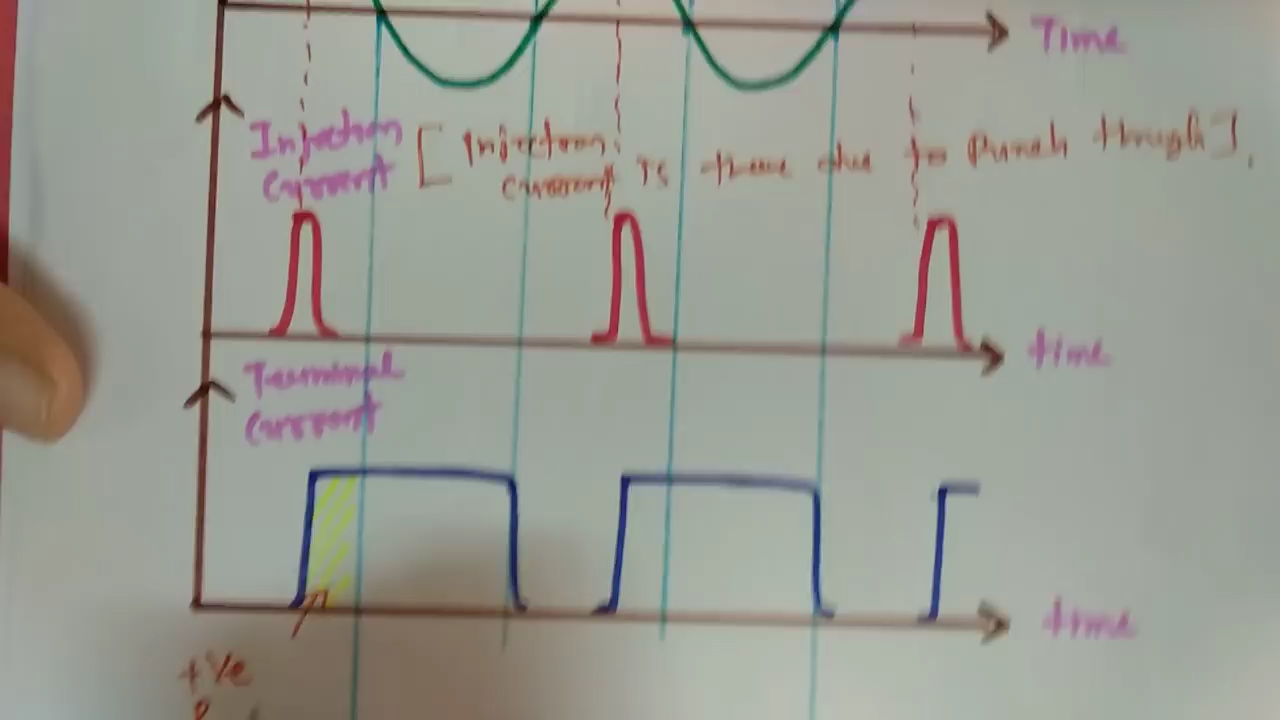 Time
Injection
Current
[ Injection
current is there due to Punch through].
time
Terminal
Current
time
+ve